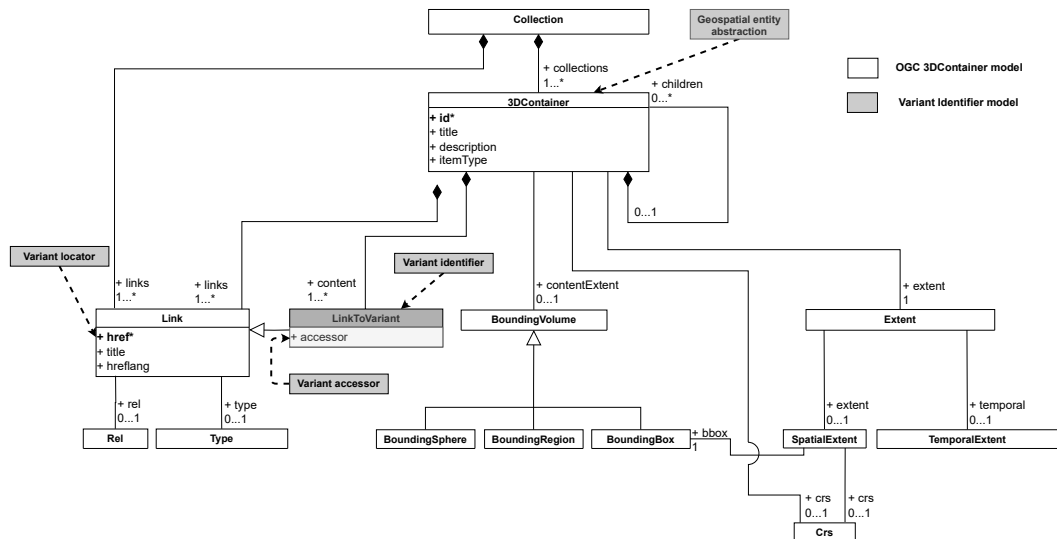 Collection
Geospatial entity
abstraction
OGC 3DContainer model
Variant Identifier model
+ collections
1...*
+ children
0...*
3DContainer
+ id*
+ title
+ description
+ itemType
0...1
Variant locator
Variant identifier
+ links
1...*
+ links
1...*
+ content
1...*
+ contentExtent
0...1
+ extent
1
Link
+ href*
+ title
+ hreflang
LinkToVariant
+ accessor
BoundingVolume
Extent
Variant accessor
+ rel
0...1
+ type
0...1
+ extent
0...1
+ temporal
0...1
Rel
Type
BoundingSphere
BoundingRegion
BoundingBox
+ bbox
1
SpatialExtent
TemporalExtent
+ crs
0...1
+ crs
0...1
Crs